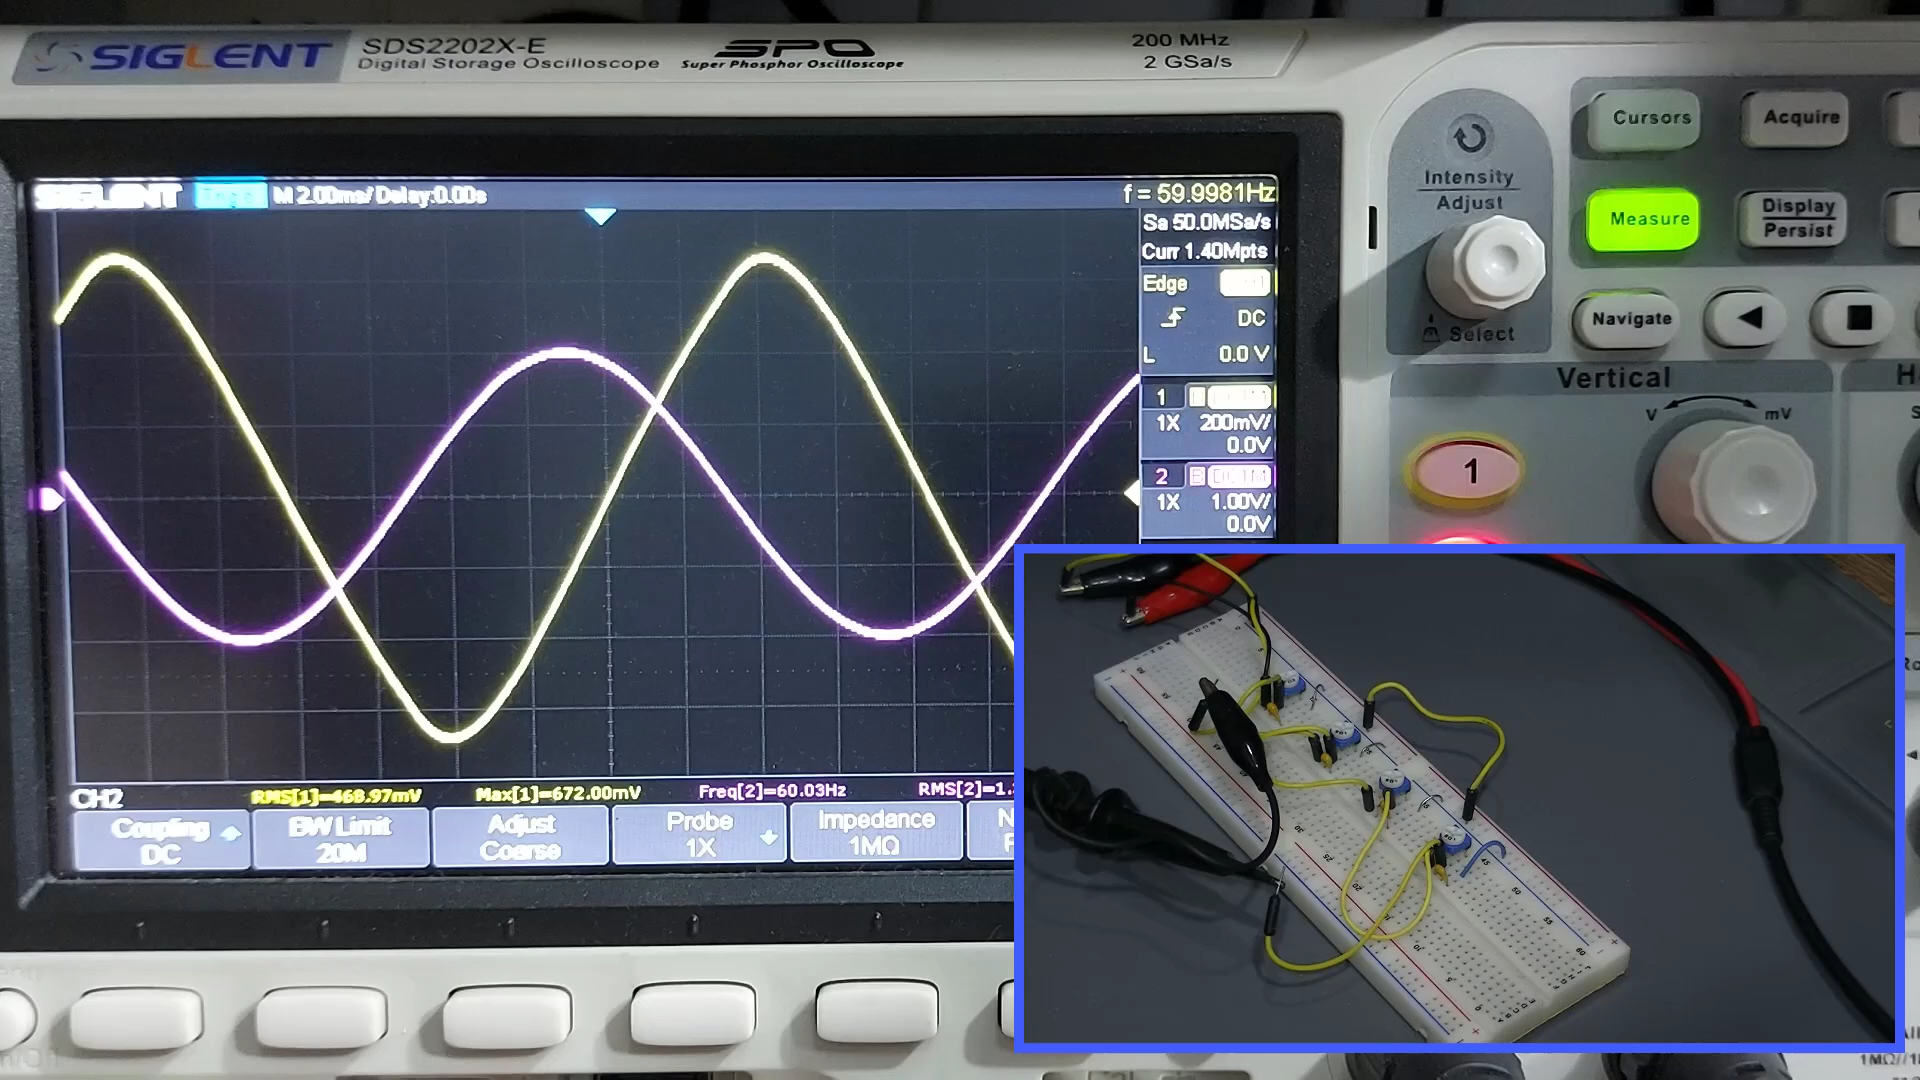 SIGLENT
SDS2202X-E
Digital Storage Oscilloscope
SPO
Super Phosphor Oscilloscope
200 MHz
2 GSa/s
Cursors
Acquire
Intensity
Adjust
Select
Measure
Display
Persist
Navigate
Vertical
V
mV
1
SIGLENT
M 2.00ms/ Delay:0.00s
f = 59.9981Hz
Sa 50.0MSa/s
Curr 1.40Mpts
Edge
DC
L 0.0 V
1
1X 200mV/
0.0V
2
1X 1.00V/
0.0V
CH2
RMS[1]=468.97mV
Max[1]=672.00mV
Freq[2]=60.03Hz
RMS[2]=1.
Coupling
DC
BW Limit
20M
Adjust
Coarse
Probe
1X
Impedance
1MΩ